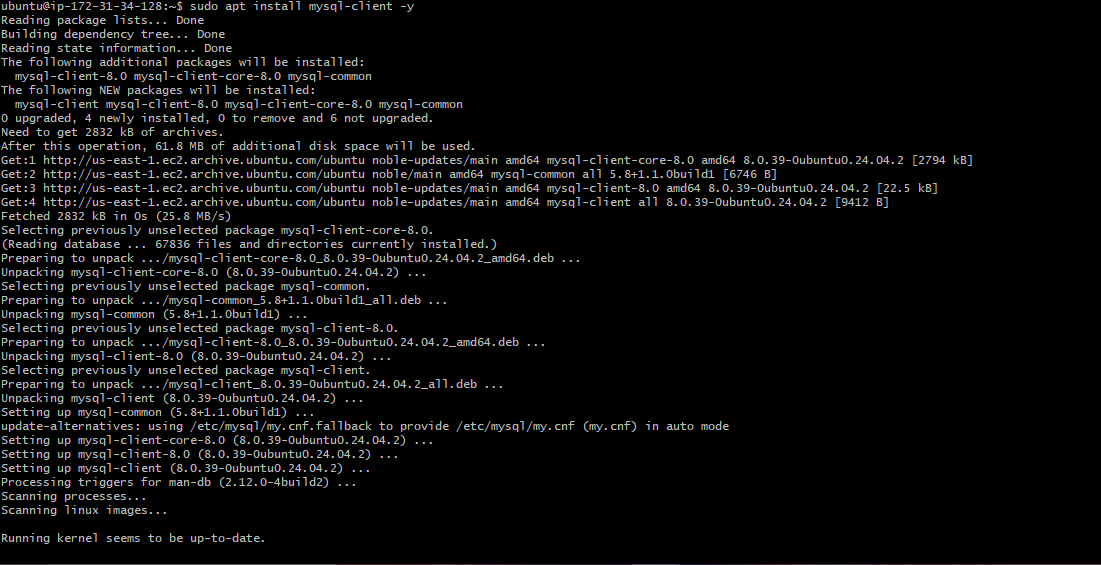 ubuntu@ip-172-31-34-128:~$ sudo apt install mysql-client -y
Reading package lists... Done
Building dependency tree... Done
Reading state information... Done
The following additional packages will be installed:
  mysql-client-8.0 mysql-client-core-8.0 mysql-common
The following NEW packages will be installed:
  mysql-client mysql-client-8.0 mysql-client-core-8.0 mysql-common
0 upgraded, 4 newly installed, 0 to remove and 6 not upgraded.
Need to get 2832 kB of archives.
After this operation, 61.8 MB of additional disk space will be used.
Get:1 http://us-east-1.ec2.archive.ubuntu.com/ubuntu noble-updates/main amd64 mysql-client-core-8.0 amd64 8.0.39-0ubuntu0.24.04.2 [2794 kB]
Get:2 http://us-east-1.ec2.archive.ubuntu.com/ubuntu noble/main amd64 mysql-common all 5.8+1.1.0build1 [6746 B]
Get:3 http://us-east-1.ec2.archive.ubuntu.com/ubuntu noble-updates/main amd64 mysql-client-8.0 amd64 8.0.39-0ubuntu0.24.04.2 [22.5 kB]
Get:4 http://us-east-1.ec2.archive.ubuntu.com/ubuntu noble-updates/main amd64 mysql-client all 8.0.39-0ubuntu0.24.04.2 [9412 B]
Fetched 2832 kB in 0s (25.8 MB/s)
Selecting previously unselected package mysql-client-core-8.0.
(Reading database ... 67836 files and directories currently installed.)
Preparing to unpack .../mysql-client-core-8.0_8.0.39-0ubuntu0.24.04.2_amd64.deb ...
Unpacking mysql-client-core-8.0 (8.0.39-0ubuntu0.24.04.2) ...
Selecting previously unselected package mysql-common.
Preparing to unpack .../mysql-common_5.8+1.1.0build1_all.deb ...
Unpacking mysql-common (5.8+1.1.0build1) ...
Selecting previously unselected package mysql-client-8.0.
Preparing to unpack .../mysql-client-8.0_8.0.39-0ubuntu0.24.04.2_amd64.deb ...
Unpacking mysql-client-8.0 (8.0.39-0ubuntu0.24.04.2) ...
Selecting previously unselected package mysql-client.
Preparing to unpack .../mysql-client_8.0.39-0ubuntu0.24.04.2_all.deb ...
Unpacking mysql-client (8.0.39-0ubuntu0.24.04.2) ...
Setting up mysql-common (5.8+1.1.0build1) ...
update-alternatives: using /etc/mysql/my.cnf.fallback to provide /etc/mysql/my.cnf (my.cnf) in auto mode
Setting up mysql-client-core-8.0 (8.0.39-0ubuntu0.24.04.2) ...
Setting up mysql-client-8.0 (8.0.39-0ubuntu0.24.04.2) ...
Setting up mysql-client (8.0.39-0ubuntu0.24.04.2) ...
Processing triggers for man-db (2.12.0-4build2) ...
Scanning processes...
Scanning linux images...

Running kernel seems to be up-to-date.